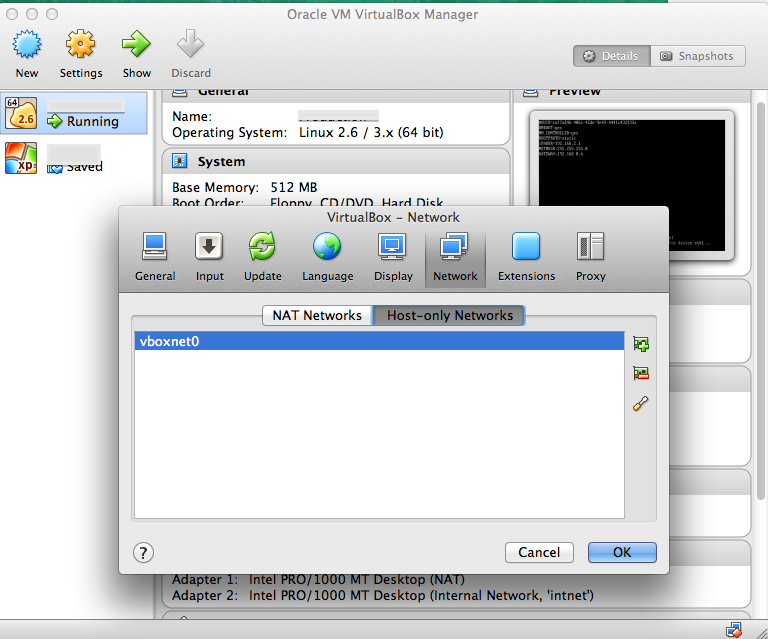 Oracle VM VirtualBox Manager
New
Settings
Show
Discard
Details
Snapshots
64
2.6
Running
xp
Saved
General
Name:
Operating System: Linux 2.6 / 3.x (64 bit)
System
Base Memory: 512 MB
Boot Order: Floppy, CD/DVD, Hard Disk
Preview
VirtualBox - Network
General
Input
Update
Language
Display
Network
Extensions
Proxy
NAT Networks
Host-only Networks
vboxnet0
?
Cancel
OK
Adapter 1: Intel PRO/1000 MT Desktop (NAT)
Adapter 2: Intel PRO/1000 MT Desktop (Internal Network, 'intnet')